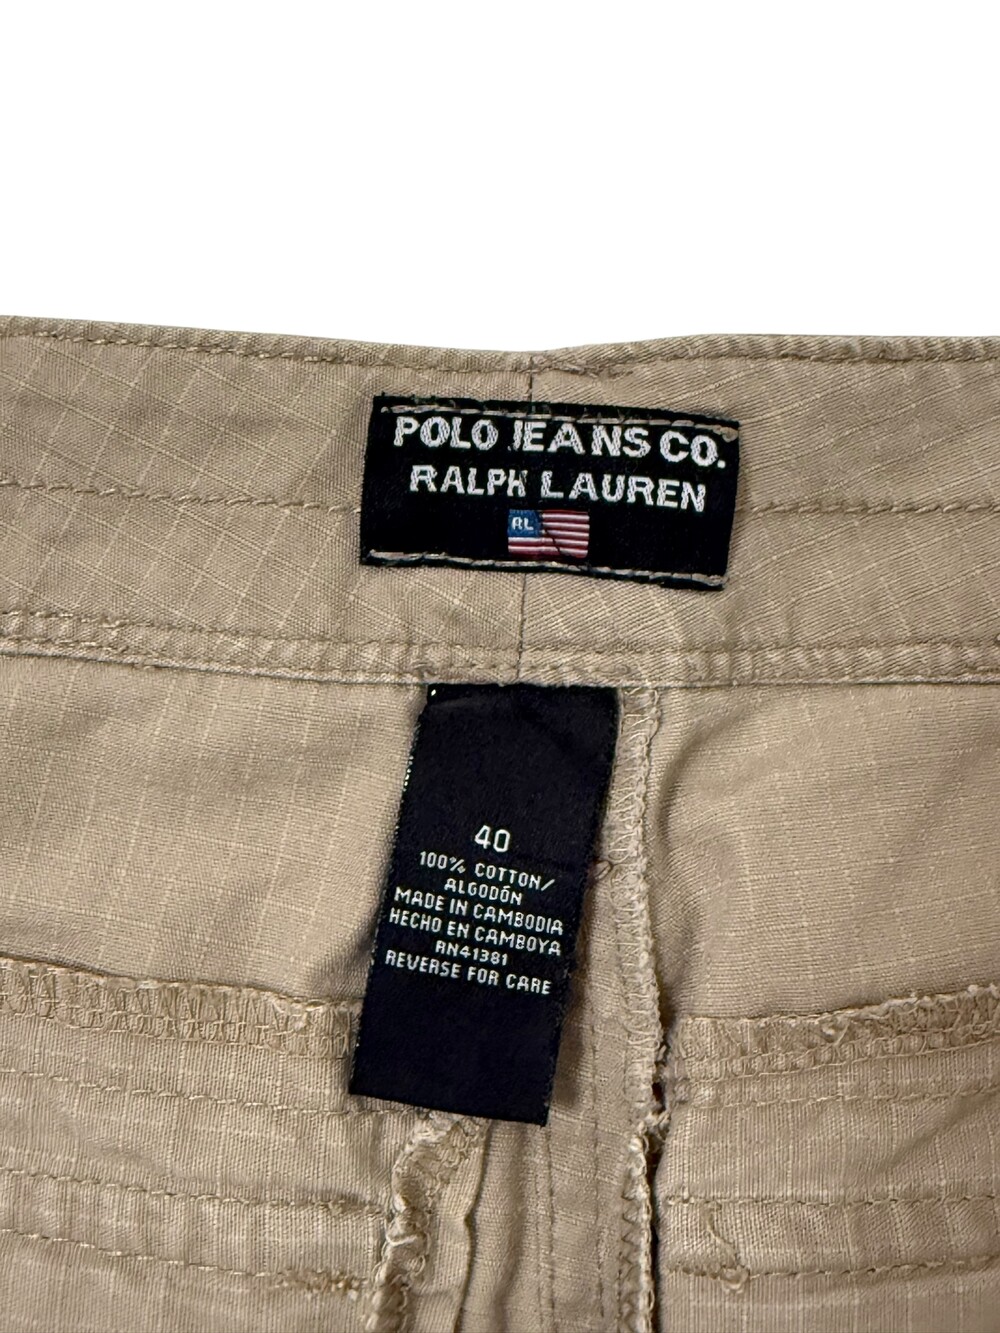 POLO JEANS CO.
RALPH LAUREN
RL
40
100% COTTON/
ALGODÓN
MADE IN CAMBODIA
HECHO EN CAMBOYA
RN41381
REVERSE FOR CARE